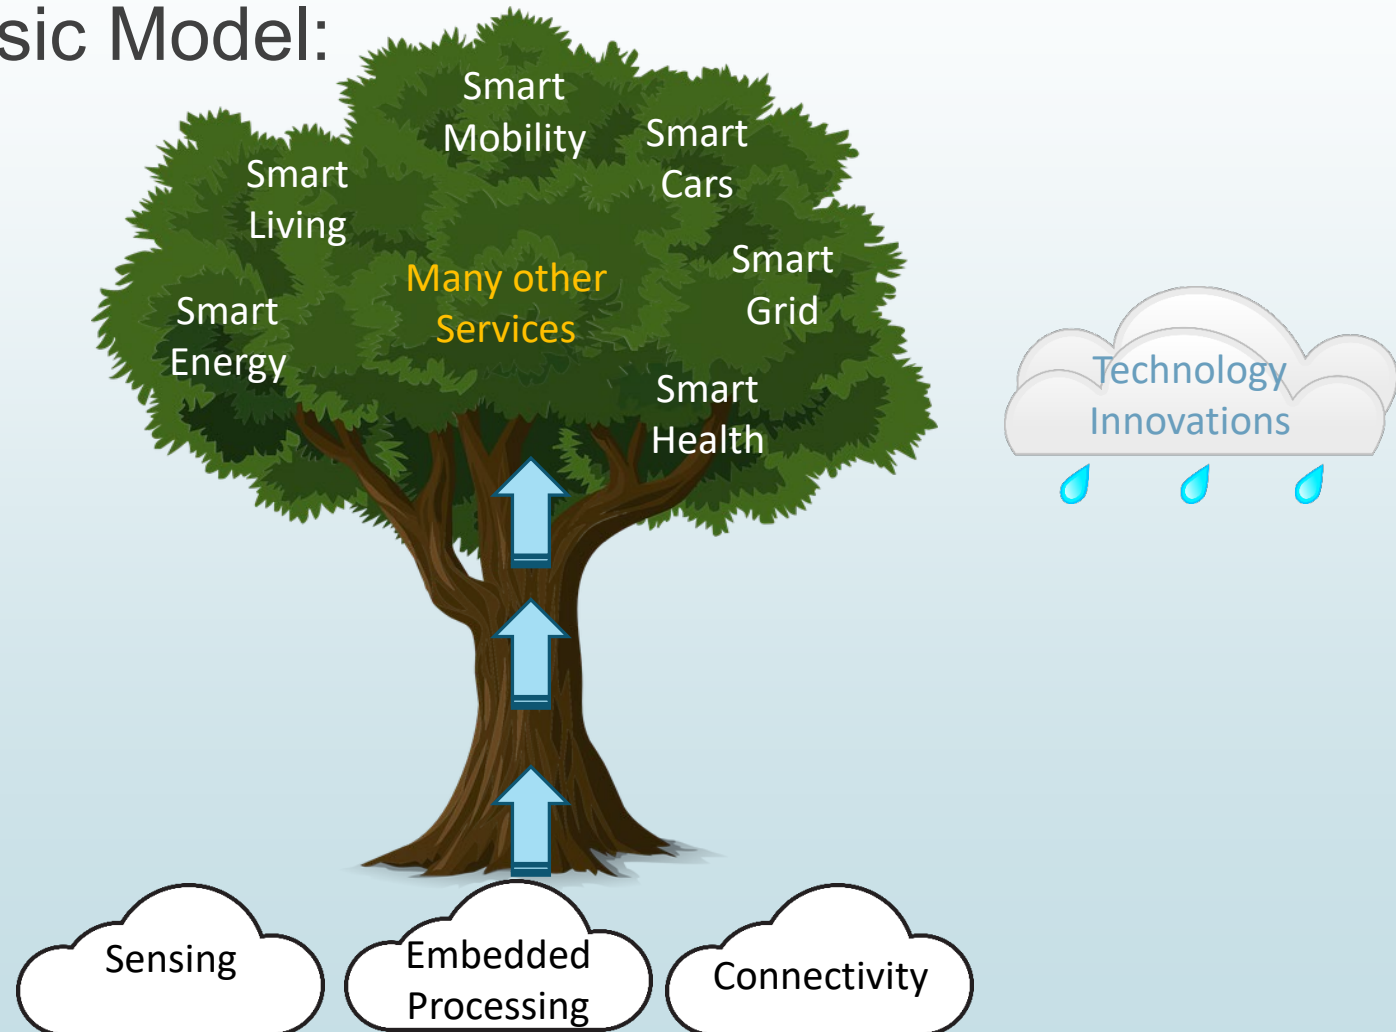 sic Model:
Smart
Mobility
Smart
Cars
Smart
Living
Many other
Services
Smart
Grid
Smart
Energy
Smart
Health
Technology
Innovations
Sensing
Embedded
Processing
Connectivity